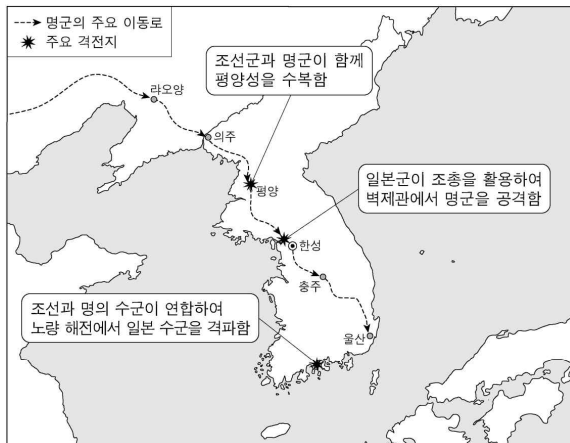 명군의 주요 이동로
주요 격전지
조선군과 명군이 함께
평양성을 수복함
랴오양
의주
평양
일본군이 조총을 활용하여
벽제관에서 명군을 공격함
한성
충주
조선과 명의 수군이 연합하여
노량 해전에서 일본 수군을 격파함
울산